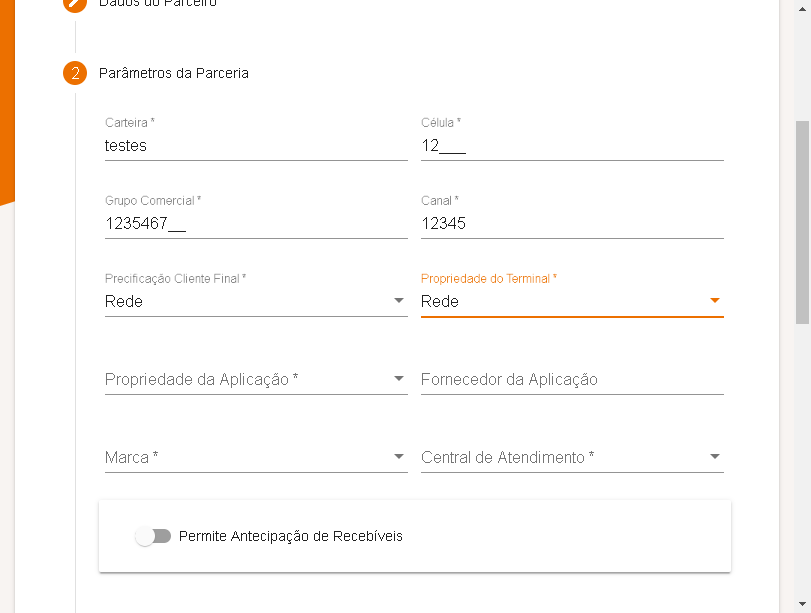 Dados do Parceiro
2 Parâmetros da Parceria
Carteira * Célula *
testes 12___
Grupo Comercial * Canal *
1235467__ 12345
Precificação Cliente Final * Propriedade do Terminal *
Rede Rede
Propriedade da Aplicação * Fornecedor da Aplicação
Marca * Central de Atendimento *
Permite Antecipação de Recebíveis